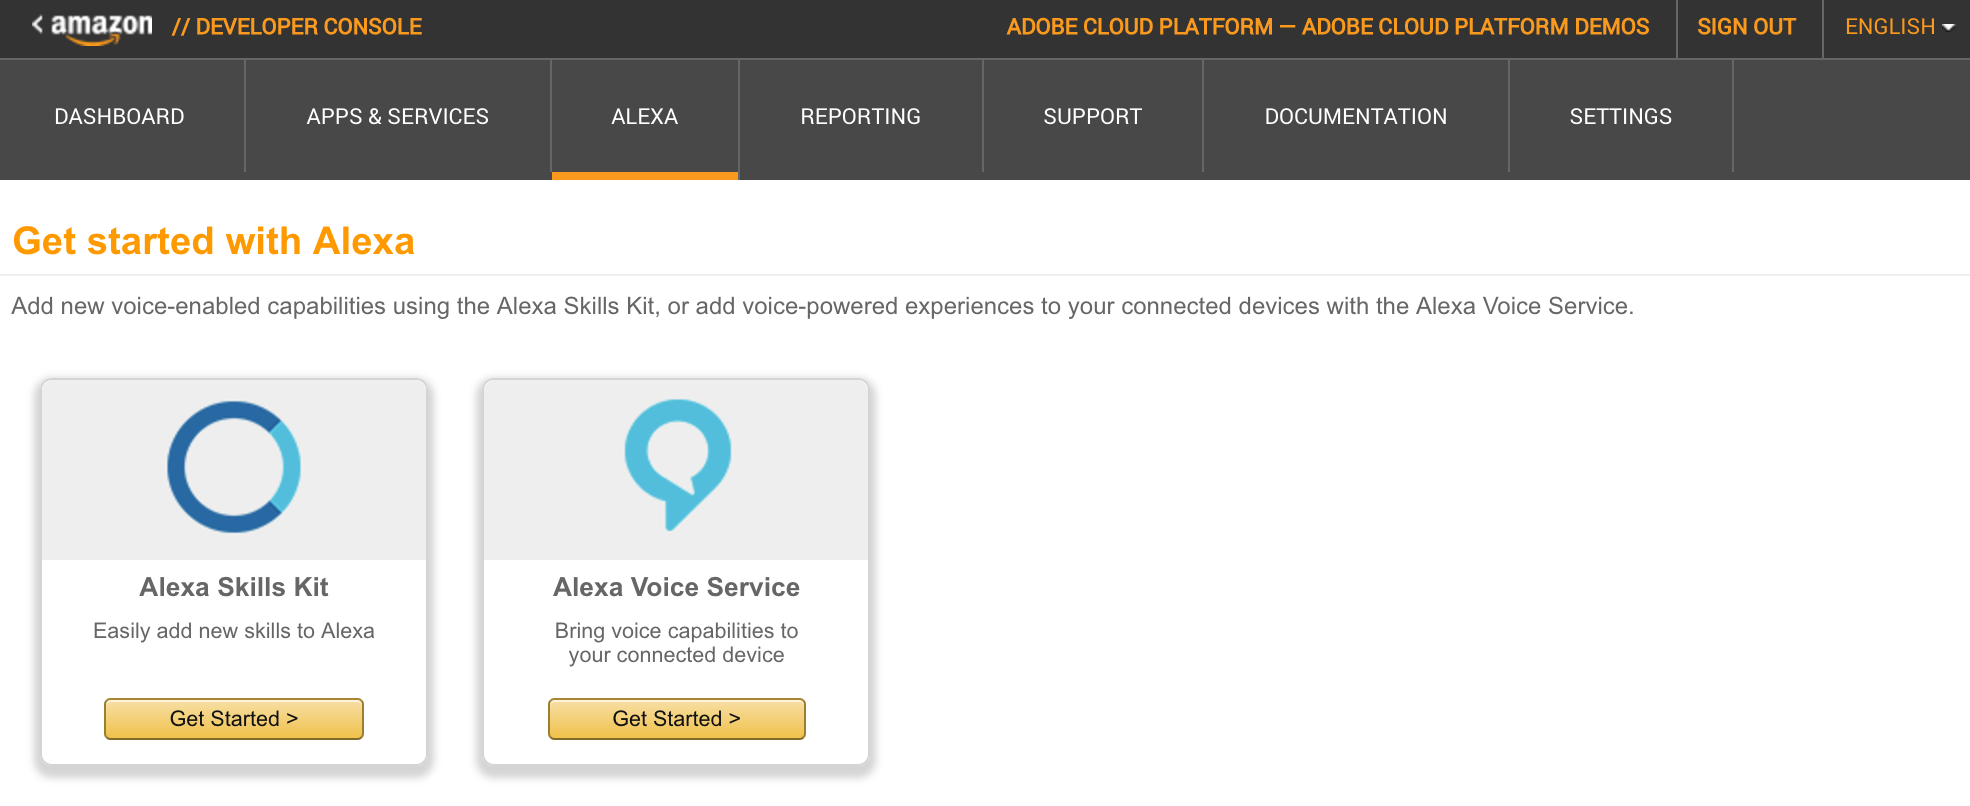 < amazon // DEVELOPER CONSOLE ADOBE CLOUD PLATFORM — ADOBE CLOUD PLATFORM DEMOS SIGN OUT ENGLISH
DASHBOARD APPS & SERVICES ALEXA REPORTING SUPPORT DOCUMENTATION SETTINGS
Get started with Alexa
Add new voice-enabled capabilities using the Alexa Skills Kit, or add voice-powered experiences to your connected devices with the Alexa Voice Service.
Alexa Skills Kit
Easily add new skills to Alexa
Get Started >
Alexa Voice Service
Bring voice capabilities to
your connected device
Get Started >